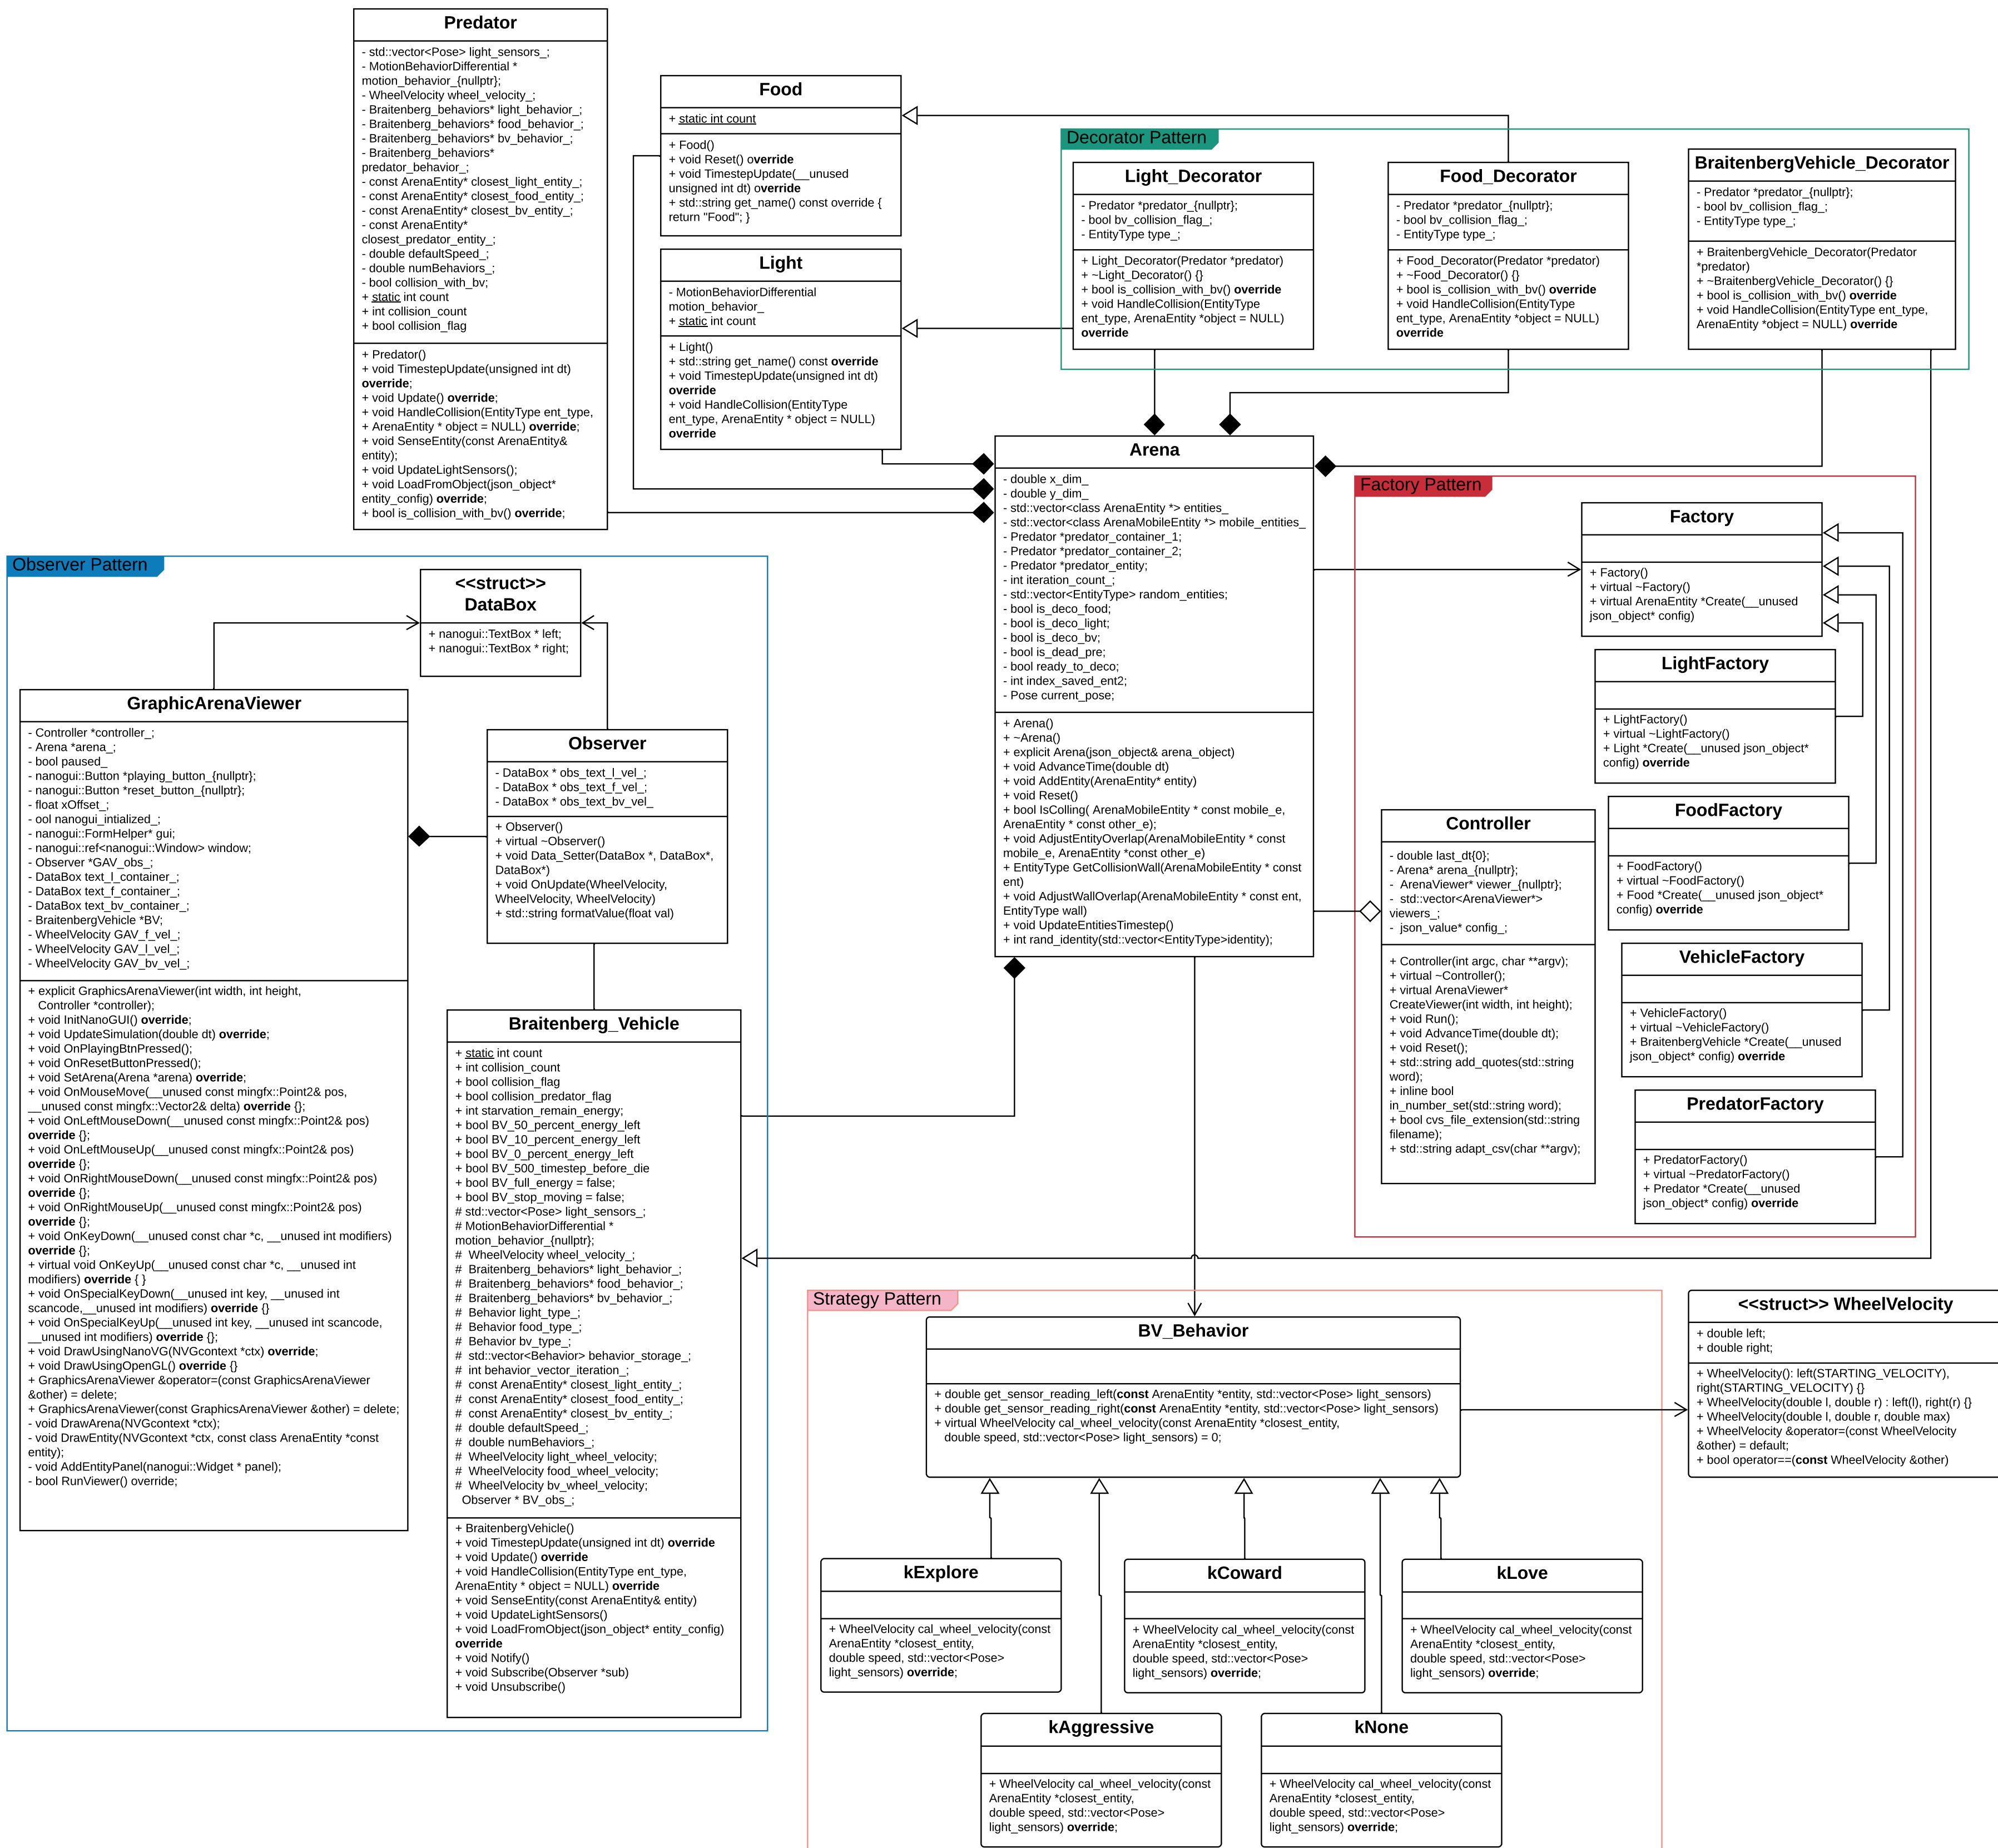 Predator
- std::vector<Pose> light_sensors_;
- MotionBehaviorDifferential *
motion_behavior_{nullptr};
- WheelVelocity wheel_velocity_;
- Braitenberg_behaviors* light_behavior_;
- Braitenberg_behaviors* food_behavior_;
- Braitenberg_behaviors* bv_behavior_;
- Braitenberg_behaviors*
predator_behavior_;
- const ArenaEntity* closest_light_entity_;
- const ArenaEntity* closest_food_entity_;
- const ArenaEntity* closest_bv_entity_;
- const ArenaEntity*
closest_predator_entity_;
- double defaultSpeed_;
- double numBehaviors_;
- bool collision_with_bv;
+ static int count
+ int collision_count
+ bool collision_flag
+ Predator()
+ void TimestepUpdate(unsigned int dt)
override;
+ void Update() override;
+ void HandleCollision(EntityType ent_type,
+ ArenaEntity * object = NULL) override;
+ void SenseEntity(const ArenaEntity&
entity);
+ void UpdateLightSensors();
+ void LoadFromObject(json_object*
entity_config) override;
+ bool is_collision_with_bv() override;
Food
+ static int count
+ Food()
+ void Reset() override
+ void TimestepUpdate(__unused
unsigned int dt) override
+ std::string get_name() const override {
return "Food"; }
Light
- MotionBehaviorDifferential
motion_behavior_
+ static int count
+ Light()
+ std::string get_name() const override
+ void TimestepUpdate(unsigned int dt)
override
+ void HandleCollision(EntityType
ent_type, ArenaEntity * object = NULL)
override
Decorator Pattern
Light_Decorator
- Predator *predator_{nullptr};
- bool bv_collision_flag_;
- EntityType type_;
+ Light_Decorator(Predator *predator)
+ ~Light_Decorator() {}
+ bool is_collision_with_bv() override
+ void HandleCollision(EntityType
ent_type, ArenaEntity *object = NULL)
override
Food_Decorator
- Predator *predator_{nullptr};
- bool bv_collision_flag_;
- EntityType type_;
+ Food_Decorator(Predator *predator)
+ ~Food_Decorator() {}
+ bool is_collision_with_bv() override
+ void HandleCollision(EntityType
ent_type, ArenaEntity *object = NULL)
override
BraitenbergVehicle_Decorator
- Predator *predator_{nullptr};
- bool bv_collision_flag_;
- EntityType type_;
+ BraitenbergVehicle_Decorator(Predator
*predator)
+ ~BraitenbergVehicle_Decorator() {}
+ bool is_collision_with_bv() override
+ void HandleCollision(EntityType ent_type,
ArenaEntity *object = NULL) override
Arena
- double x_dim_
- double y_dim_
- std::vector<class ArenaEntity *> entities_
- std::vector<class ArenaMobileEntity *> mobile_entities_
- Predator *predator_container_1;
- Predator *predator_container_2;
- Predator *predator_entity;
- int iteration_count_;
- std::vector<EntityType> random_entities;
- bool is_deco_food;
- bool is_deco_light;
- bool is_deco_bv;
- bool is_dead_pre;
- bool ready_to_deco;
- int index_saved_ent2;
- Pose current_pose;
+ Arena()
+ ~Arena()
+ explicit Arena(json_object& arena_object)
+ void AdvanceTime(double dt)
+ void AddEntity(ArenaEntity* entity)
+ void Reset()
+ bool IsColling( ArenaMobileEntity * const mobile_e,
ArenaEntity * const other_e);
+ void AdjustEntityOverlap(ArenaMobileEntity * const
mobile_e, ArenaEntity *const other_e)
+ EntityType GetCollisionWall(ArenaMobileEntity * const
ent)
+ void AdjustWallOverlap(ArenaMobileEntity * const ent,
EntityType wall)
+ void UpdateEntitiesTimestep()
+ int rand_identity(std::vector<EntityType>identity);
Factory Pattern
Factory
+ Factory()
+ virtual ~Factory()
+ virtual ArenaEntity *Create(__unused
json_object* config)
LightFactory
+ LightFactory()
+ virtual ~LightFactory()
+ Light *Create(__unused json_object*
config) override
FoodFactory
+ FoodFactory()
+ virtual ~FoodFactory()
+ Food *Create(__unused json_object*
config) override
VehicleFactory
+ VehicleFactory()
+ virtual ~VehicleFactory()
+ BraitenbergVehicle *Create(__unused
json_object* config) override
PredatorFactory
+ PredatorFactory()
+ virtual ~PredatorFactory()
+ Predator *Create(__unused
json_object* config) override
Controller
- double last_dt{0};
- Arena* arena_{nullptr};
-  ArenaViewer* viewer_{nullptr};
-  std::vector<ArenaViewer*>
viewers_;
-  json_value* config_;
+ Controller(int argc, char **argv);
+ virtual ~Controller();
+ virtual ArenaViewer*
CreateViewer(int width, int height);
+ void Run();
+ void AdvanceTime(double dt);
+ void Reset();
+ std::string add_quotes(std::string
word);
+ inline bool
in_number_set(std::string word);
+ bool cvs_file_extension(std::string
filename);
+ std::string adapt_csv(char **argv);
Observer Pattern
<<struct>>
DataBox
+ nanogui::TextBox * left;
+ nanogui::TextBox * right;
GraphicArenaViewer
- Controller *controller_;
- Arena *arena_;
- bool paused_
- nanogui::Button *playing_button_{nullptr};
- nanogui::Button *reset_button_{nullptr};
- float xOffset_;
- ool nanogui_intialized_;
- nanogui::FormHelper* gui;
- nanogui::ref<nanogui::Window> window;
- Observer *GAV_obs_;
- DataBox text_l_container_;
- DataBox text_f_container_;
- DataBox text_bv_container_;
- BraitenbergVehicle *BV;
- WheelVelocity GAV_f_vel_;
- WheelVelocity GAV_l_vel_;
- WheelVelocity GAV_bv_vel_;
+ explicit GraphicsArenaViewer(int width, int height,
Controller *controller);
+ void InitNanoGUI() override;
+ void UpdateSimulation(double dt) override;
+ void OnPlayingBtnPressed();
+ void OnResetButtonPressed();
+ void SetArena(Arena *arena) override;
+ void OnMouseMove(__unused const mingfx::Point2& pos,
__unused const mingfx::Vector2& delta) override {};
+ void OnLeftMouseDown(__unused const mingfx::Point2& pos)
override {};
+ void OnLeftMouseUp(__unused const mingfx::Point2& pos)
override {};
+ void OnRightMouseDown(__unused const mingfx::Point2& pos)
override {};
+ void OnRightMouseUp(__unused const mingfx::Point2& pos)
override {};
+ void OnKeyDown(__unused const char *c, __unused int modifiers)
override {};
+ virtual void OnKeyUp(__unused const char *c, __unused int
modifiers) override { }
+ void OnSpecialKeyDown(__unused int key, __unused int
scancode,__unused int modifiers) override {}
+ void OnSpecialKeyUp(__unused int key, __unused int scancode,
__unused int modifiers) override {};
+ void DrawUsingNanoVG(NVGcontext *ctx) override;
+ void DrawUsingOpenGL() override {}
+ GraphicsArenaViewer &operator=(const GraphicsArenaViewer
&other) = delete;
+ GraphicsArenaViewer(const GraphicsArenaViewer &other) = delete;
- void DrawArena(NVGcontext *ctx);
- void DrawEntity(NVGcontext *ctx, const class ArenaEntity *const
entity);
- void AddEntityPanel(nanogui::Widget * panel);
- bool RunViewer() override;
Observer
- DataBox * obs_text_l_vel_;
- DataBox * obs_text_f_vel_;
- DataBox * obs_text_bv_vel_
+ Observer()
+ virtual ~Observer()
+ void Data_Setter(DataBox *, DataBox*,
DataBox*)
+ void OnUpdate(WheelVelocity,
WheelVelocity, WheelVelocity)
+ std::string formatValue(float val)
Braitenberg_Vehicle
+ static int count
+ int collision_count
+ bool collision_flag
+ bool collision_predator_flag
+ int starvation_remain_energy;
+ bool BV_50_percent_energy_left
+ bool BV_10_percent_energy_left
+ bool BV_0_percent_energy_left
+ bool BV_500_timestep_before_die
+ bool BV_full_energy = false;
+ bool BV_stop_moving = false;
# std::vector<Pose> light_sensors_;
# MotionBehaviorDifferential *
motion_behavior_{nullptr};
#  WheelVelocity wheel_velocity_;
#  Braitenberg_behaviors* light_behavior_;
#  Braitenberg_behaviors* food_behavior_;
#  Braitenberg_behaviors* bv_behavior_;
#  Behavior light_type_;
#  Behavior food_type_;
#  Behavior bv_type_;
#  std::vector<Behavior> behavior_storage_;
#  int behavior_vector_iteration_;
#  const ArenaEntity* closest_light_entity_;
#  const ArenaEntity* closest_food_entity_;
#  const ArenaEntity* closest_bv_entity_;
#  double defaultSpeed_;
#  double numBehaviors_;
#  WheelVelocity light_wheel_velocity;
#  WheelVelocity food_wheel_velocity;
#  WheelVelocity bv_wheel_velocity;
Observer * BV_obs_;
+ BraitenbergVehicle()
+ void TimestepUpdate(unsigned int dt) override
+ void Update() override
+ void HandleCollision(EntityType ent_type,
ArenaEntity * object = NULL) override
+ void SenseEntity(const ArenaEntity& entity)
+ void UpdateLightSensors()
+ void LoadFromObject(json_object* entity_config)
override
+ void Notify()
+ void Subscribe(Observer *sub)
+ void Unsubscribe()
Strategy Pattern
BV_Behavior
+ double get_sensor_reading_left(const ArenaEntity *entity, std::vector<Pose> light_sensors)
+ double get_sensor_reading_right(const ArenaEntity *entity, std::vector<Pose> light_sensors)
+ virtual WheelVelocity cal_wheel_velocity(const ArenaEntity *closest_entity,
double speed, std::vector<Pose> light_sensors) = 0;
<<struct>> WheelVelocity
+ double left;
+ double right;
+ WheelVelocity(): left(STARTING_VELOCITY),
right(STARTING_VELOCITY) {}
+ WheelVelocity(double l, double r) : left(l), right(r) {}
+ WheelVelocity(double l, double r, double max)
+ WheelVelocity &operator=(const WheelVelocity
&other) = default;
+ bool operator==(const WheelVelocity &other)
kExplore
+ WheelVelocity cal_wheel_velocity(const
ArenaEntity *closest_entity,
double speed, std::vector<Pose>
light_sensors) override;
kCoward
+ WheelVelocity cal_wheel_velocity(const
ArenaEntity *closest_entity,
double speed, std::vector<Pose>
light_sensors) override;
kLove
+ WheelVelocity cal_wheel_velocity(const
ArenaEntity *closest_entity,
double speed, std::vector<Pose>
light_sensors) override;
kAggressive
+ WheelVelocity cal_wheel_velocity(const
ArenaEntity *closest_entity,
double speed, std::vector<Pose>
light_sensors) override;
kNone
+ WheelVelocity cal_wheel_velocity(const
ArenaEntity *closest_entity,
double speed, std::vector<Pose>
light_sensors) override;